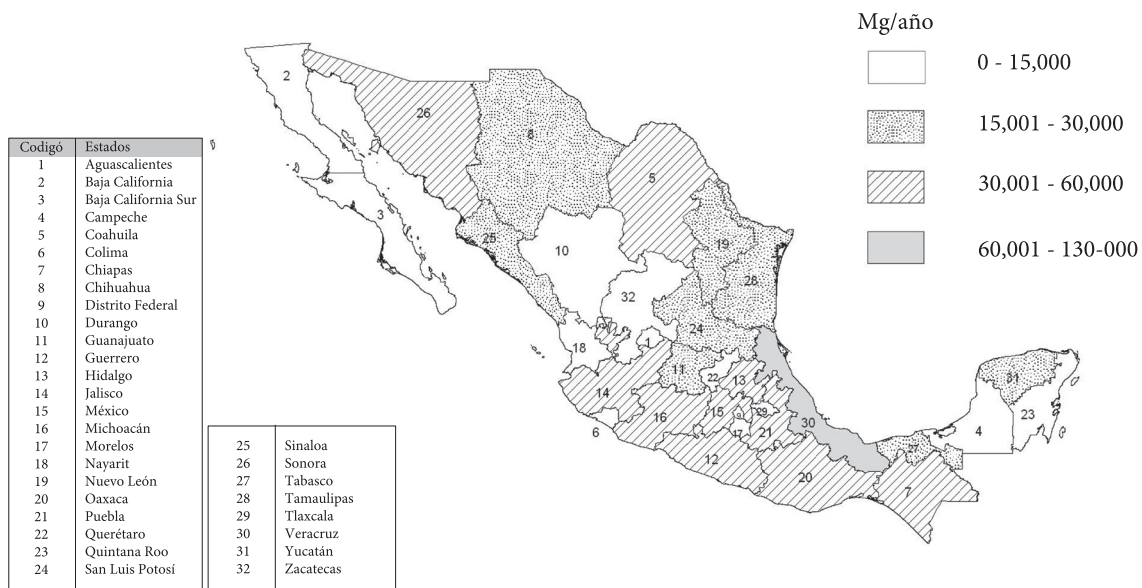 Mg/año
0 - 15,000
15,001 - 30,000
30,001 - 60,000
60,001 - 130-000
Codigó Estados
1 Aguascalientes
2 Baja California
3 Baja California Sur
4 Campeche
5 Coahuila
6 Colima
7 Chiapas
8 Chihuahua
9 Distrito Federal
10 Durango
11 Guanajuato
12 Guerrero
13 Hidalgo
14 Jalisco
15 México
16 Michoacán
17 Morelos
18 Nayarit
19 Nuevo León
20 Oaxaca
21 Puebla
22 Querétaro
23 Quintana Roo
24 San Luis Potosí
25 Sinaloa
26 Sonora
27 Tabasco
28 Tamaulipas
29 Tlaxcala
30 Veracruz
31 Yucatán
32 Zacatecas
2
26
8
5
3
25
10
19
28
32
24
18
1
11
22
13
14
16
15
9
29
6
17
21
30
12
20
27
7
4
31
23